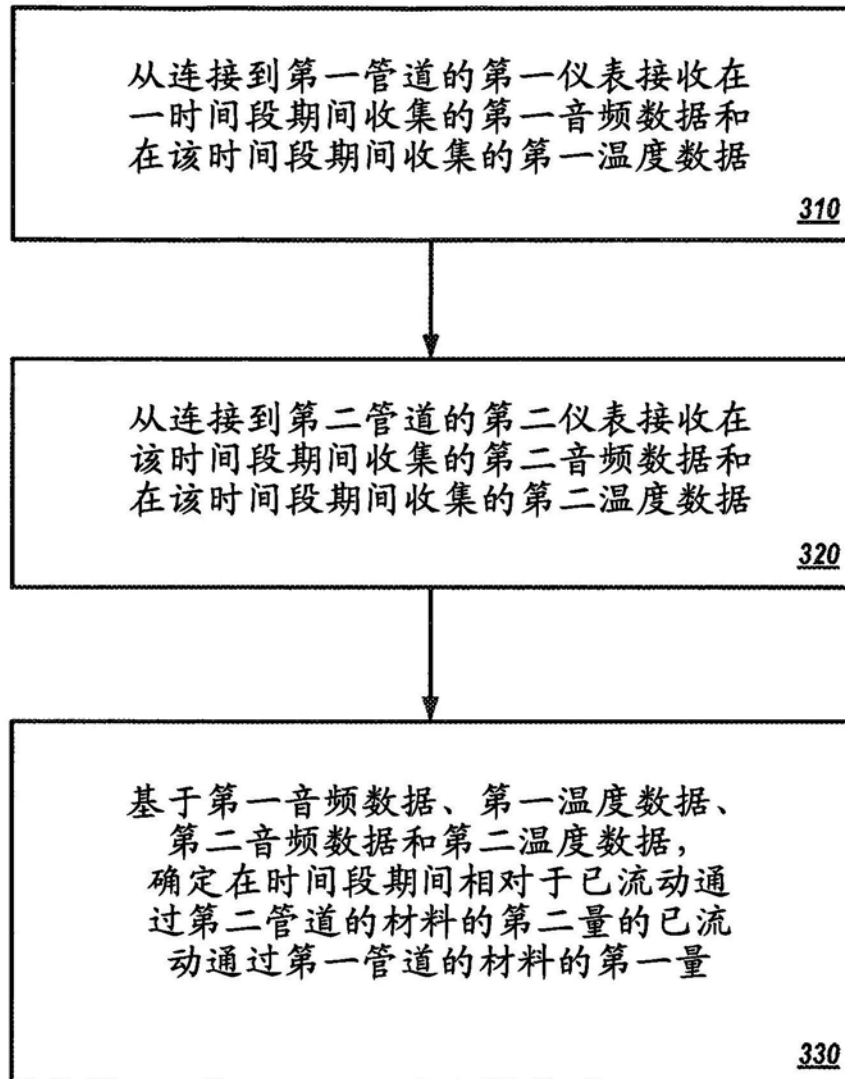 从连接到第一管道的第一仪表接收在
一时间段期间收集的第一音频数据和
在该时间段期间收集的第一温度数据
310
从连接到第二管道的第二仪表接收在
该时间段期间收集的第二音频数据和
在该时间段期间收集的第二温度数据
320
基于第一音频数据、第一温度数据、
第二音频数据和第二温度数据，
确定在时间段期间相对于已流动通
过第二管道的材料的第二量的已流
动通过第一管道的材料的第一量
330